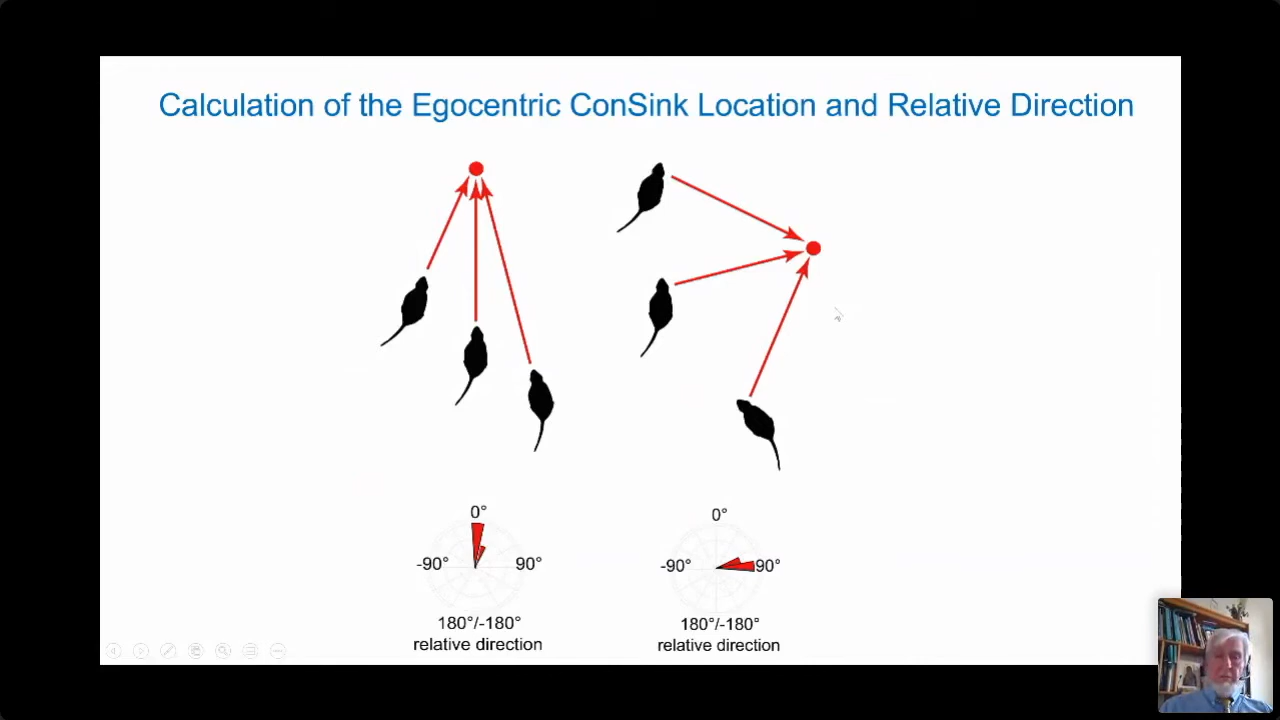 Calculation of the Egocentric ConSink Location and Relative Direction
0°
-90°
90°
180°/-180°
relative direction
0°
-90°
90°
180°/-180°
relative direction